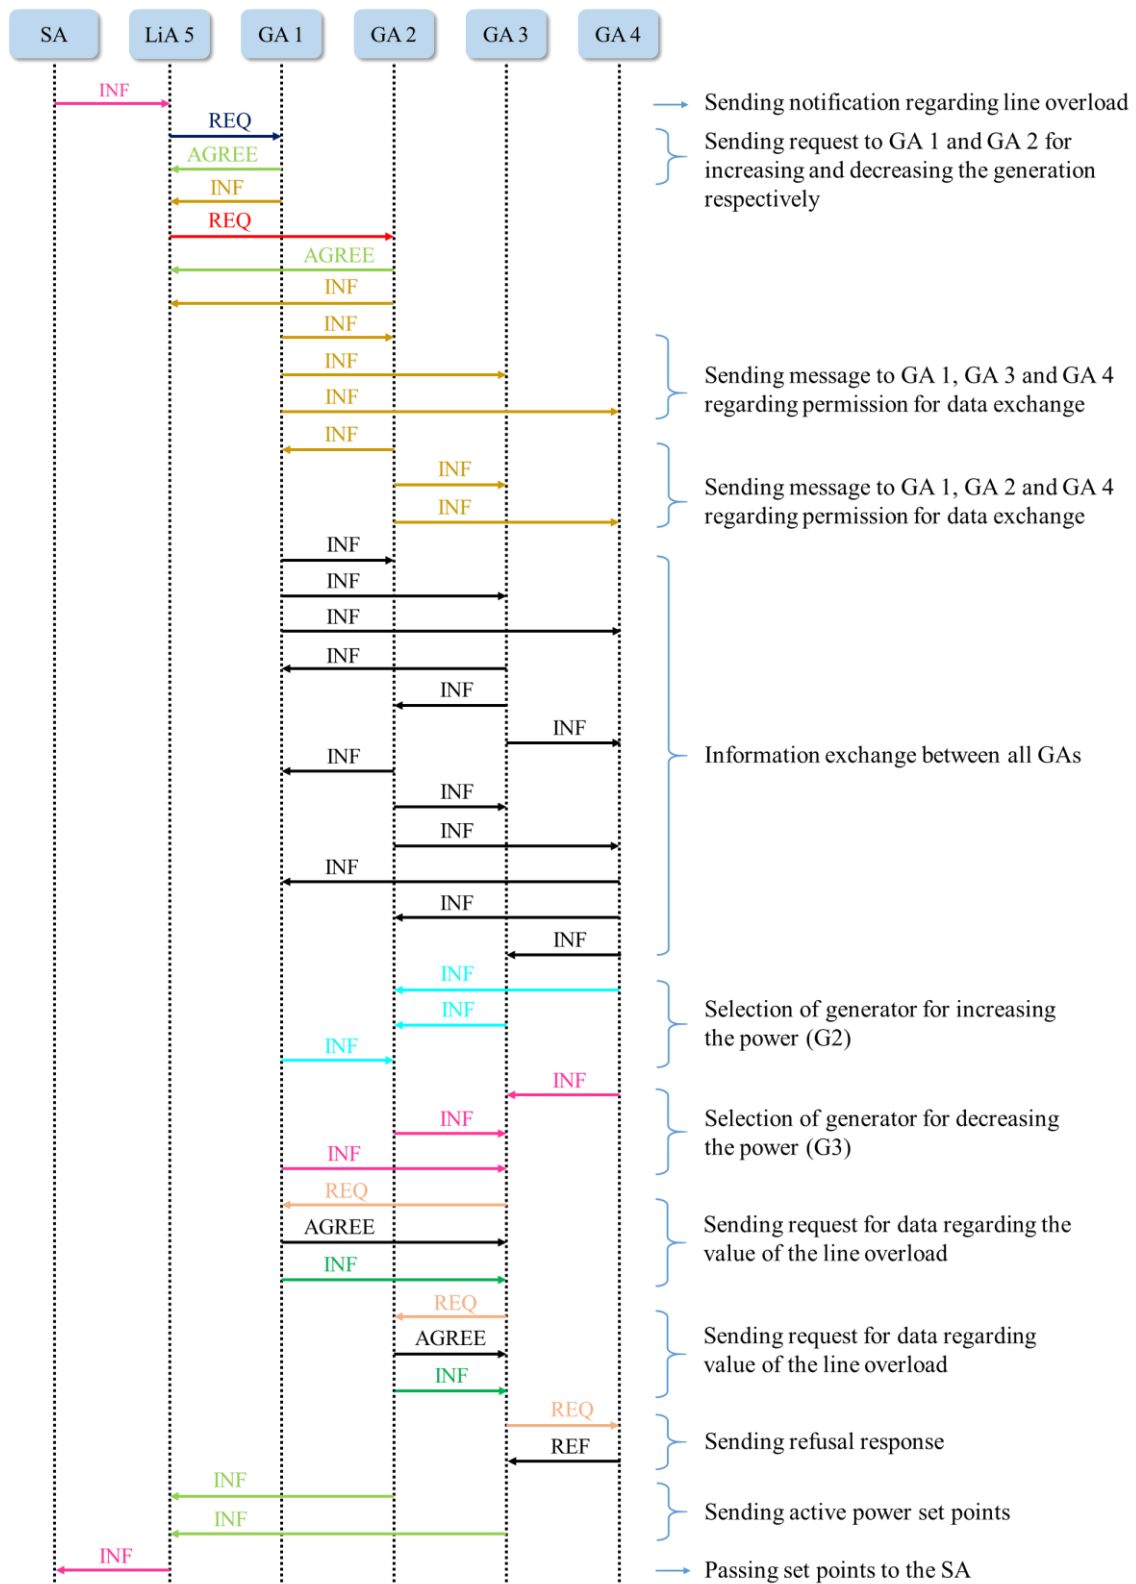 SA LiA 5 GA 1 GA 2 GA 3 GA 4
INF
Sending notification regarding line overload
REQ
AGREE
Sending request to GA 1 and GA 2 for
increasing and decreasing the generation
respectively
INF
REQ
AGREE
INF
INF
INF
INF
Sending message to GA 1, GA 3 and GA 4
regarding permission for data exchange
INF
INF
INF
Sending message to GA 1, GA 2 and GA 4
regarding permission for data exchange
INF
INF
INF
INF
INF
INF
INF
INF
INF
INF
INF
INF
Information exchange between all GAs
INF
INF
INF
Selection of generator for increasing
the power (G2)
INF
INF
INF
Selection of generator for decreasing
the power (G3)
REQ
AGREE
INF
Sending request for data regarding the
value of the line overload
REQ
AGREE
INF
Sending request for data regarding
value of the line overload
REQ
REF
Sending refusal response
INF
INF
Sending active power set points
INF
Passing set points to the SA